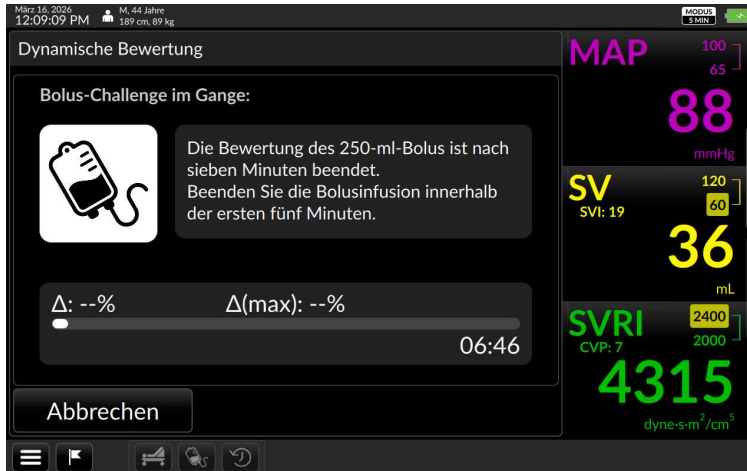 März 16, 2026
12:09:09 PM
M, 44 Jahre
189 cm, 89 kg
MODUS
5 MIN
Dynamische Bewertung
Bolus-Challenge im Gange:
Die Bewertung des 250-ml-Bolus ist nach
sieben Minuten beendet.
Beenden Sie die Bolusinfusion innerhalb
der ersten fünf Minuten.
Δ: --% Δ(max): --%
06:46
Abbrechen
MAP
100
65
88
mmHg
SV
SVI: 19
120
60
36
mL
SVRI
CVP: 7
2400
2000
4315
dyne·s·m²/cm⁵